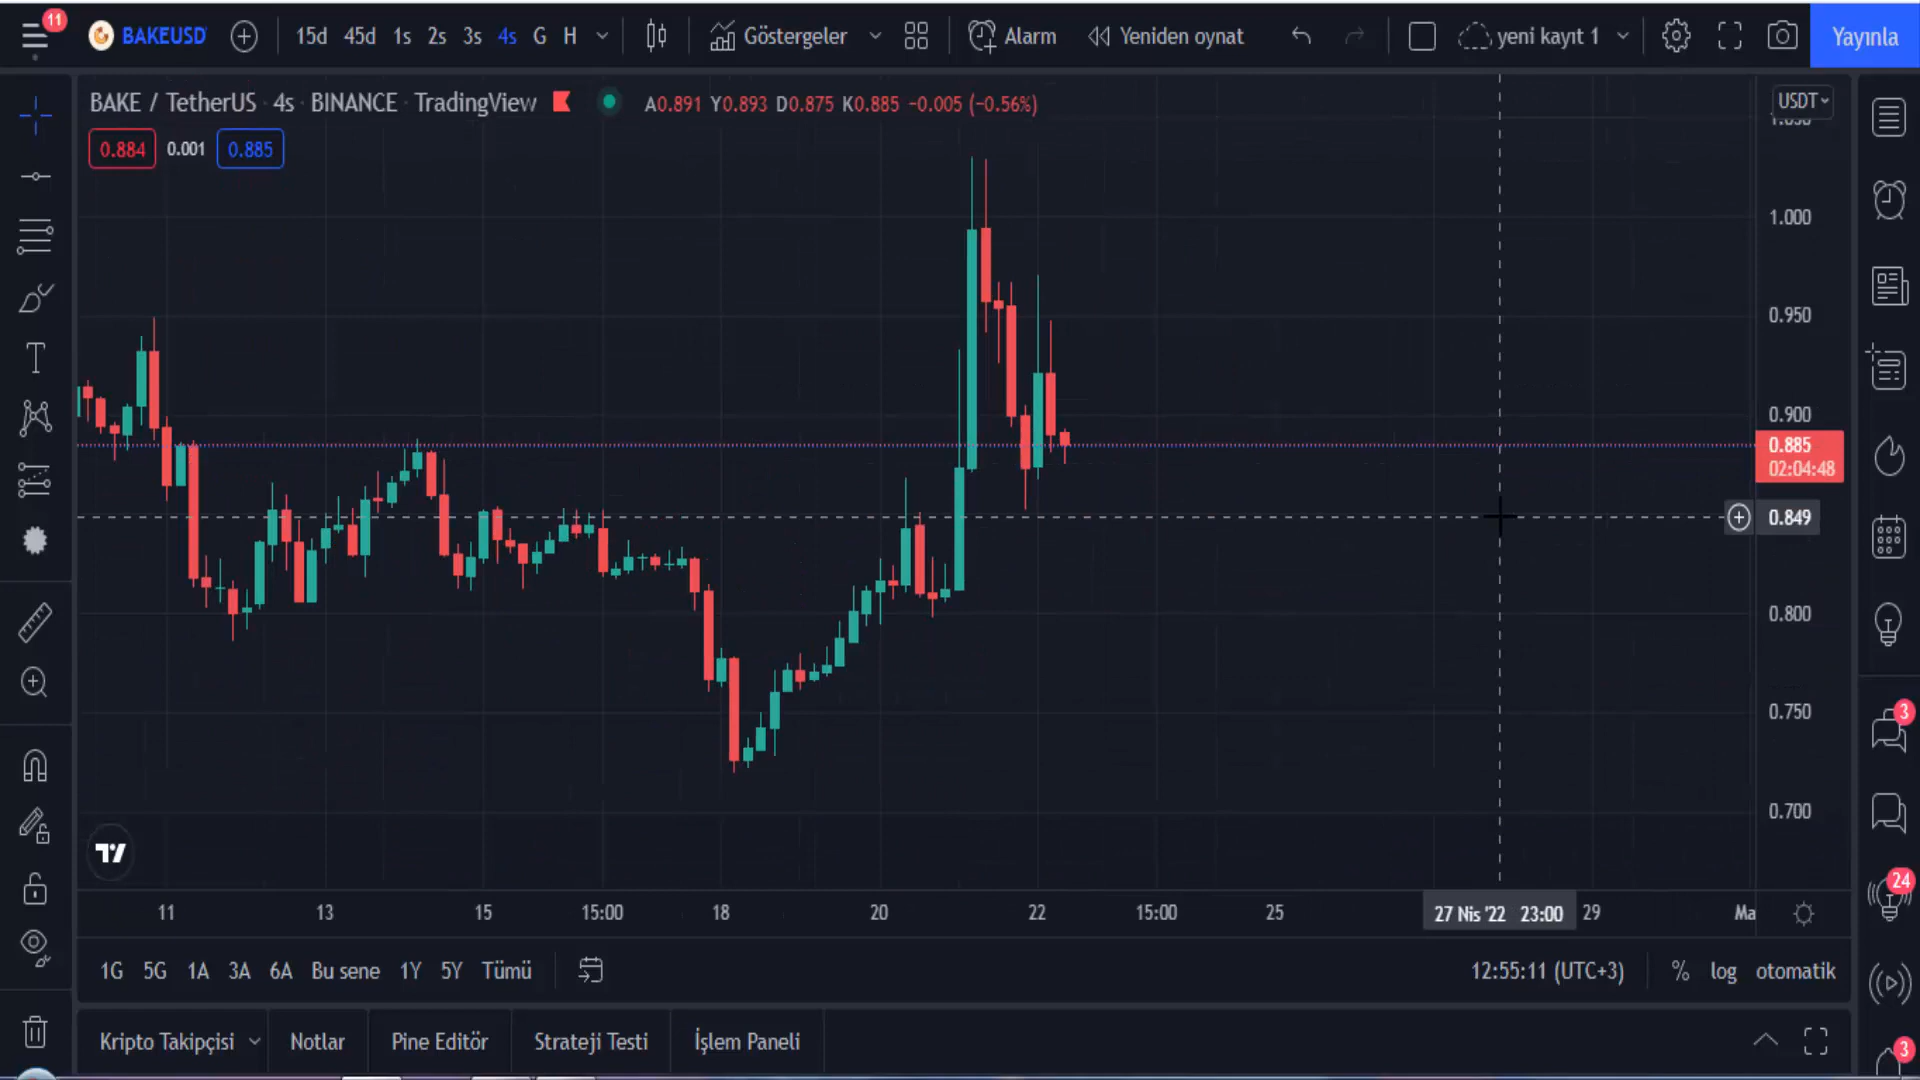 11
BAKEUSD
15d 45d 1s 2s 3s 4s G H
Göstergeler
Alarm
Yeniden oynat
yeni kayıt 1
Yayınla
BAKE / TetherUS · 4s · BINANCE · TradingView
A0.891 Y0.893 D0.875 K0.885 −0.005 (−0.56%)
USDT
0.884 0.001 0.885
1.000
0.950
0.900
0.885
02:04:48
0.849
0.800
0.750
0.700
3
24
3
11 13 15 15:00 18 20 22 15:00 25 27 Nis '22 23:00 29 Ma
1G 5G 1A 3A 6A Bu sene 1Y 5Y Tümü
12:55:11 (UTC+3)
% log otomatik
Kripto Takipçisi
Notlar
Pine Editör
Strateji Testi
İşlem Paneli